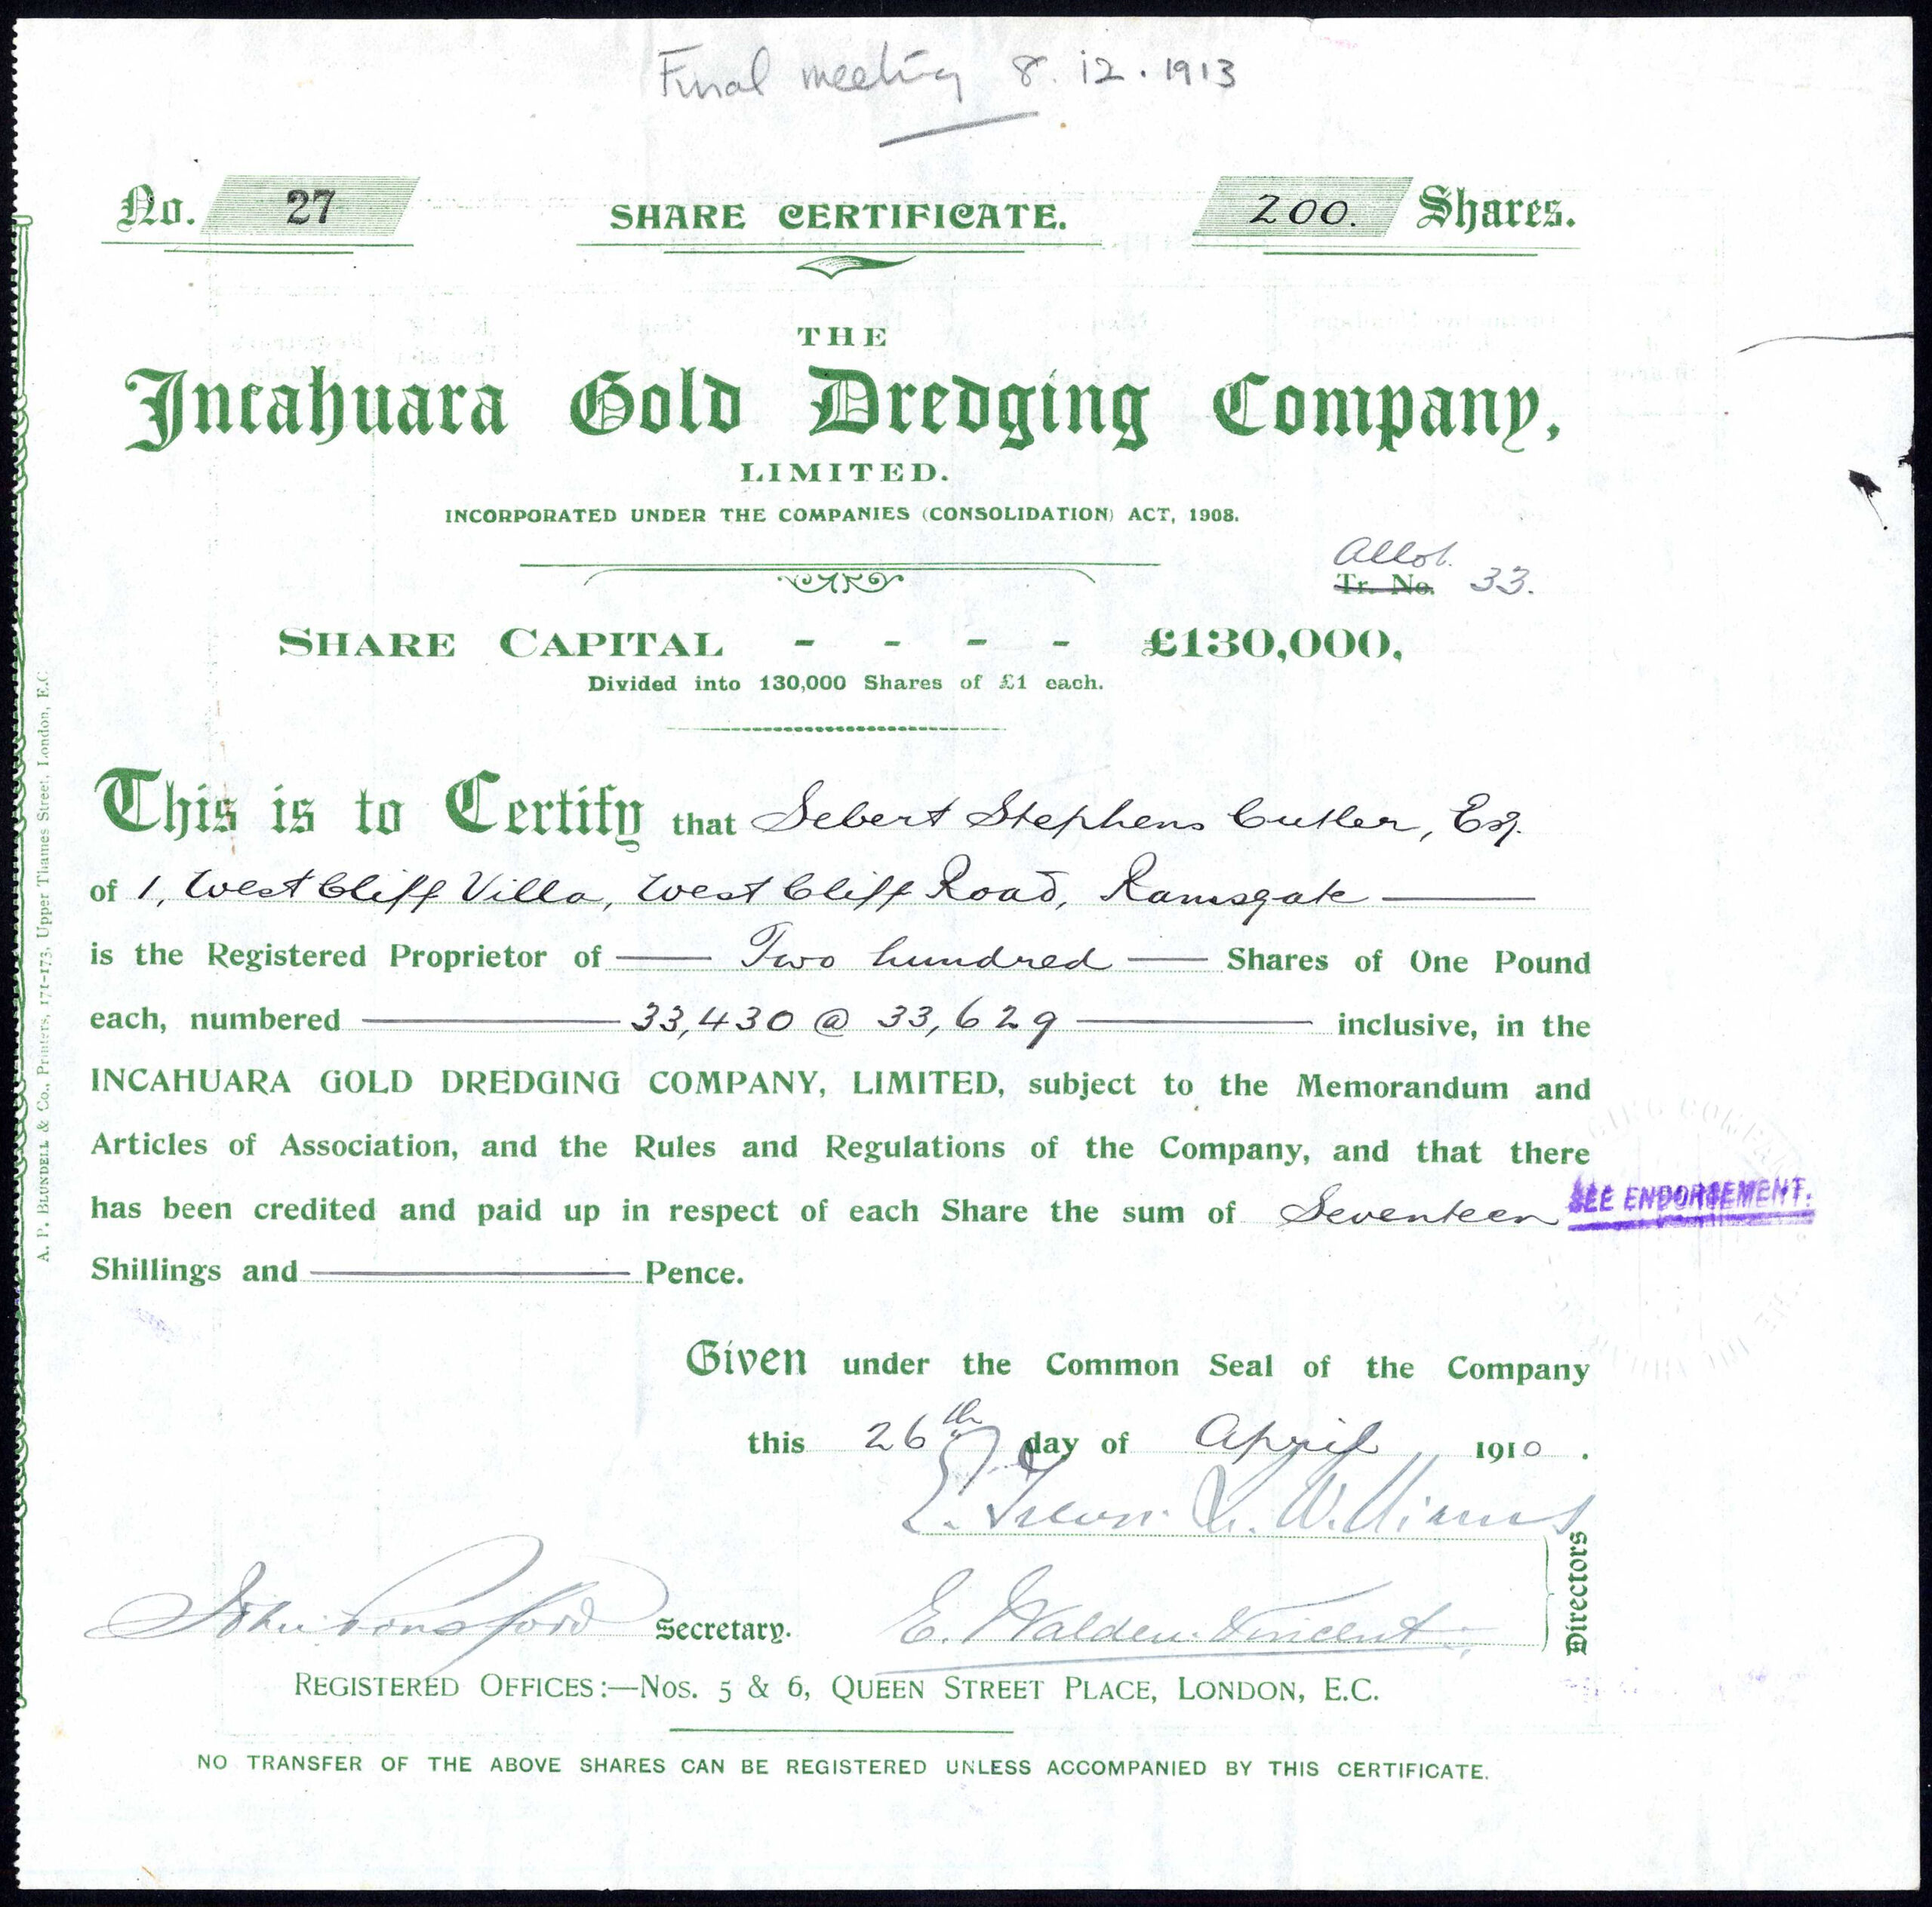 Final meeting 8.12.1913
No. 27 SHARE CERTIFICATE. 200. Shares.
THE
Incahuara Gold Dredging Company,
LIMITED.
INCORPORATED UNDER THE COMPANIES (CONSOLIDATION) ACT, 1908.
Allot.
Tr. No. 33.
SHARE CAPITAL - - - - £130,000,
Divided into 130,000 Shares of £1 each.
This is to Certify that Sebert Stephens Cutler, Esq.
of 1, West Cliff Villa, West Cliff Road, Ramsgate
is the Registered Proprietor of Two hundred Shares of One Pound
each, numbered 33,430 @ 33,629 inclusive, in the
INCAHUARA GOLD DREDGING COMPANY, LIMITED, subject to the Memorandum and
Articles of Association, and the Rules and Regulations of the Company, and that there
has been credited and paid up in respect of each Share the sum of Seventeen
SEE ENDORSEMENT.
Shillings and Pence.
Given under the Common Seal of the Company
this 26th day of April 1910.
E. Williams
Directors
John Ponsford Secretary. E. Walden Vincent
REGISTERED OFFICES:—Nos. 5 & 6, QUEEN STREET PLACE, LONDON, E.C.
NO TRANSFER OF THE ABOVE SHARES CAN BE REGISTERED UNLESS ACCOMPANIED BY THIS CERTIFICATE.
A. P. BLUNDELL & Co., Printers, 171-173, Upper Thames Street, London, E.C